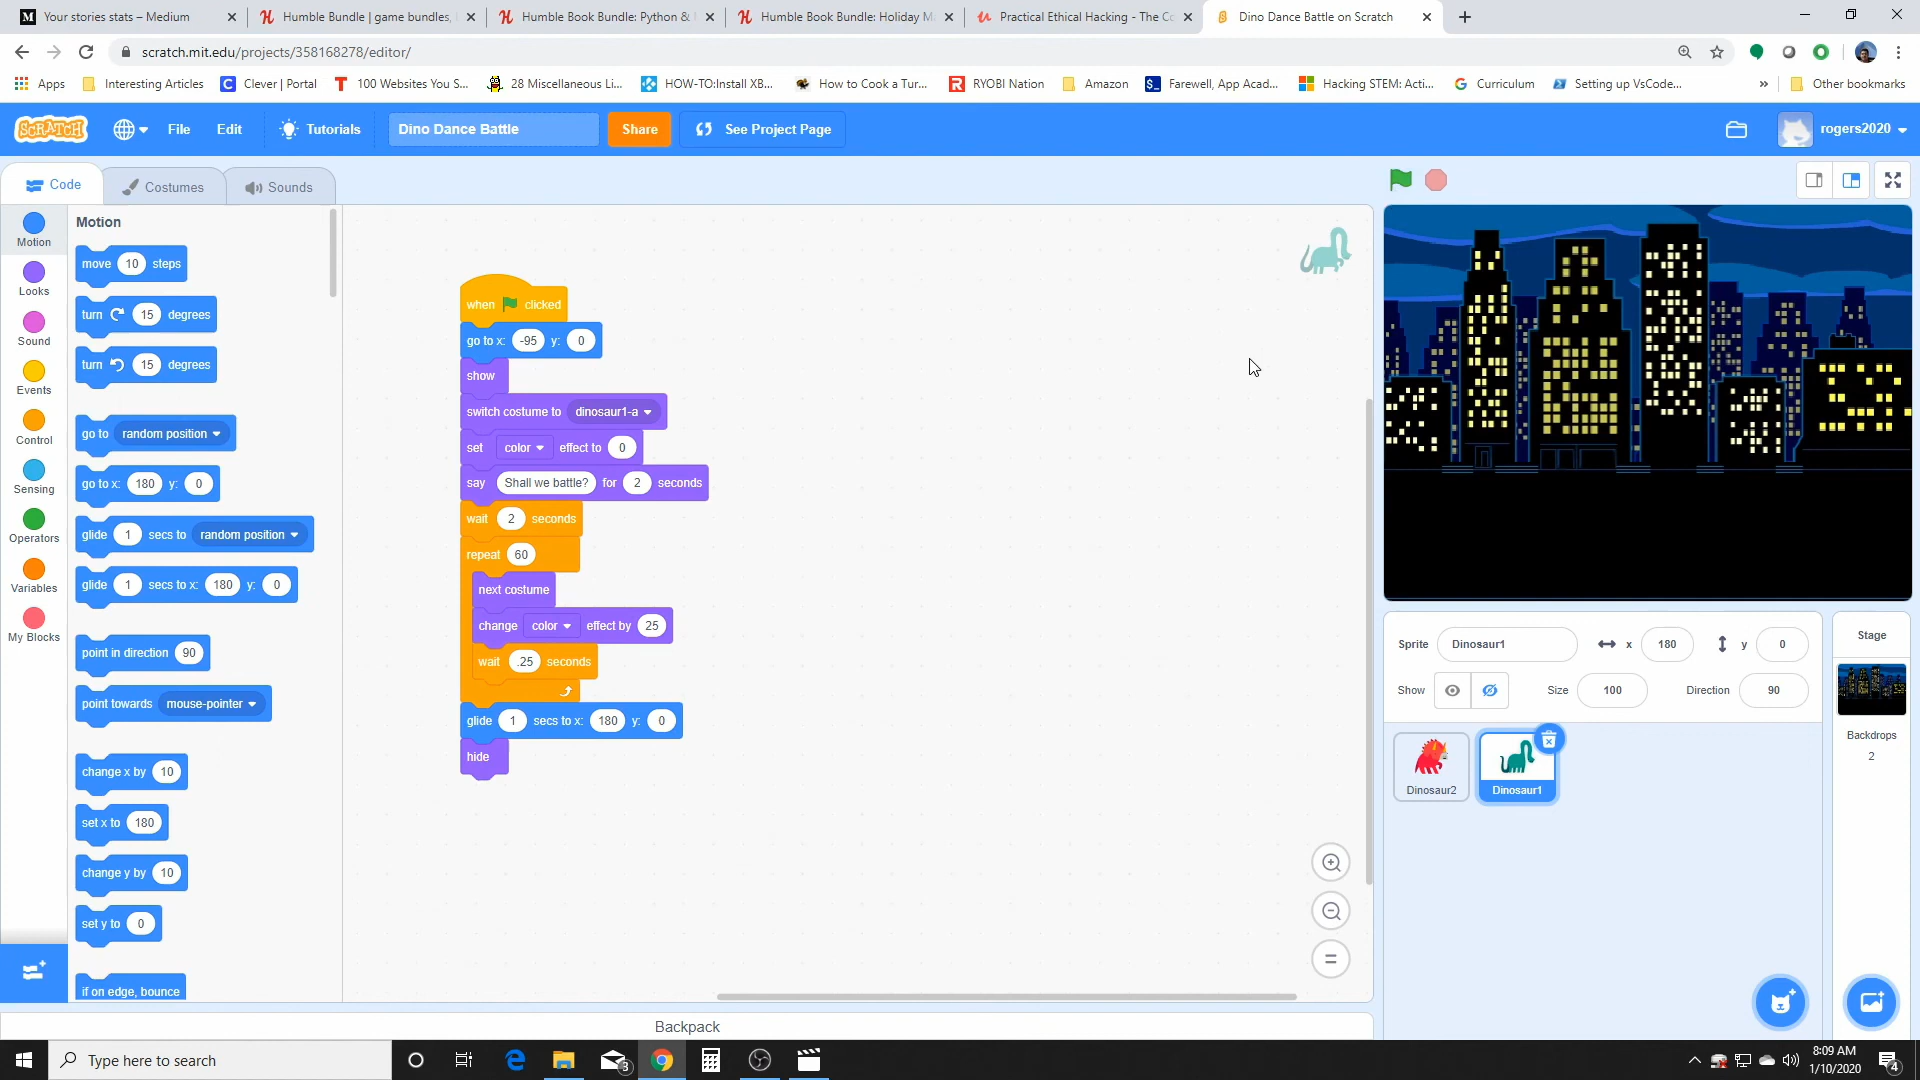 Your stories stats – Medium
Humble Bundle | game bundles,
Humble Book Bundle: Python &
Humble Book Bundle: Holiday M
Practical Ethical Hacking - The Co
Dino Dance Battle on Scratch
scratch.mit.edu/projects/358168278/editor/
Apps
Interesting Articles
Clever | Portal
100 Websites You S...
28 Miscellaneous Li...
HOW-TO:Install XB...
How to Cook a Tur...
RYOBI Nation
Amazon
Farewell, App Acad...
Hacking STEM: Acti...
Curriculum
Setting up VsCode...
»
Other bookmarks
SCRATCH
File
Edit
Tutorials
Dino Dance Battle
Share
See Project Page
rogers2020
Code
Costumes
Sounds
Motion
Looks
Sound
Events
Control
Sensing
Operators
Variables
My Blocks
Motion
move 10 steps
turn 15 degrees
turn 15 degrees
go to random position
go to x: 180 y: 0
glide 1 secs to random position
glide 1 secs to x: 180 y: 0
point in direction 90
point towards mouse-pointer
change x by 10
set x to 180
change y by 10
set y to 0
if on edge, bounce
when clicked
go to x: -95 y: 0
show
switch costume to dinosaur1-a
set color effect to 0
say Shall we battle? for 2 seconds
wait 2 seconds
repeat 60
next costume
change color effect by 25
wait .25 seconds
glide 1 secs to x: 180 y: 0
hide
Sprite Dinosaur1 x 180 y 0
Show Size 100 Direction 90
Dinosaur2
Dinosaur1
Stage
Backdrops
2
Backpack
Type here to search
3
8:09 AM
1/10/2020
4